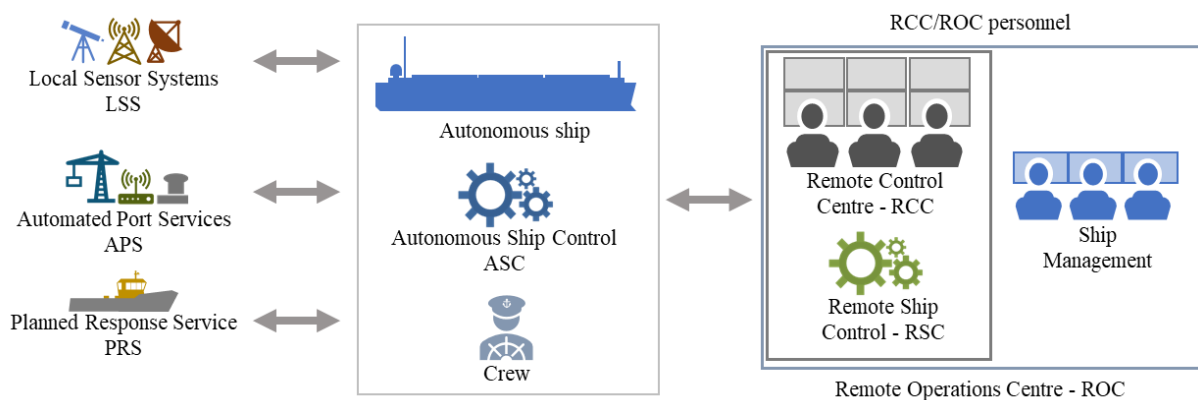 Local Sensor Systems
LSS
Automated Port Services
APS
Planned Response Service
PRS
Autonomous ship
Autonomous Ship Control
ASC
Crew
RCC/ROC personnel
Remote Control
Centre - RCC
Remote Ship
Control - RSC
Ship
Management
Remote Operations Centre - ROC